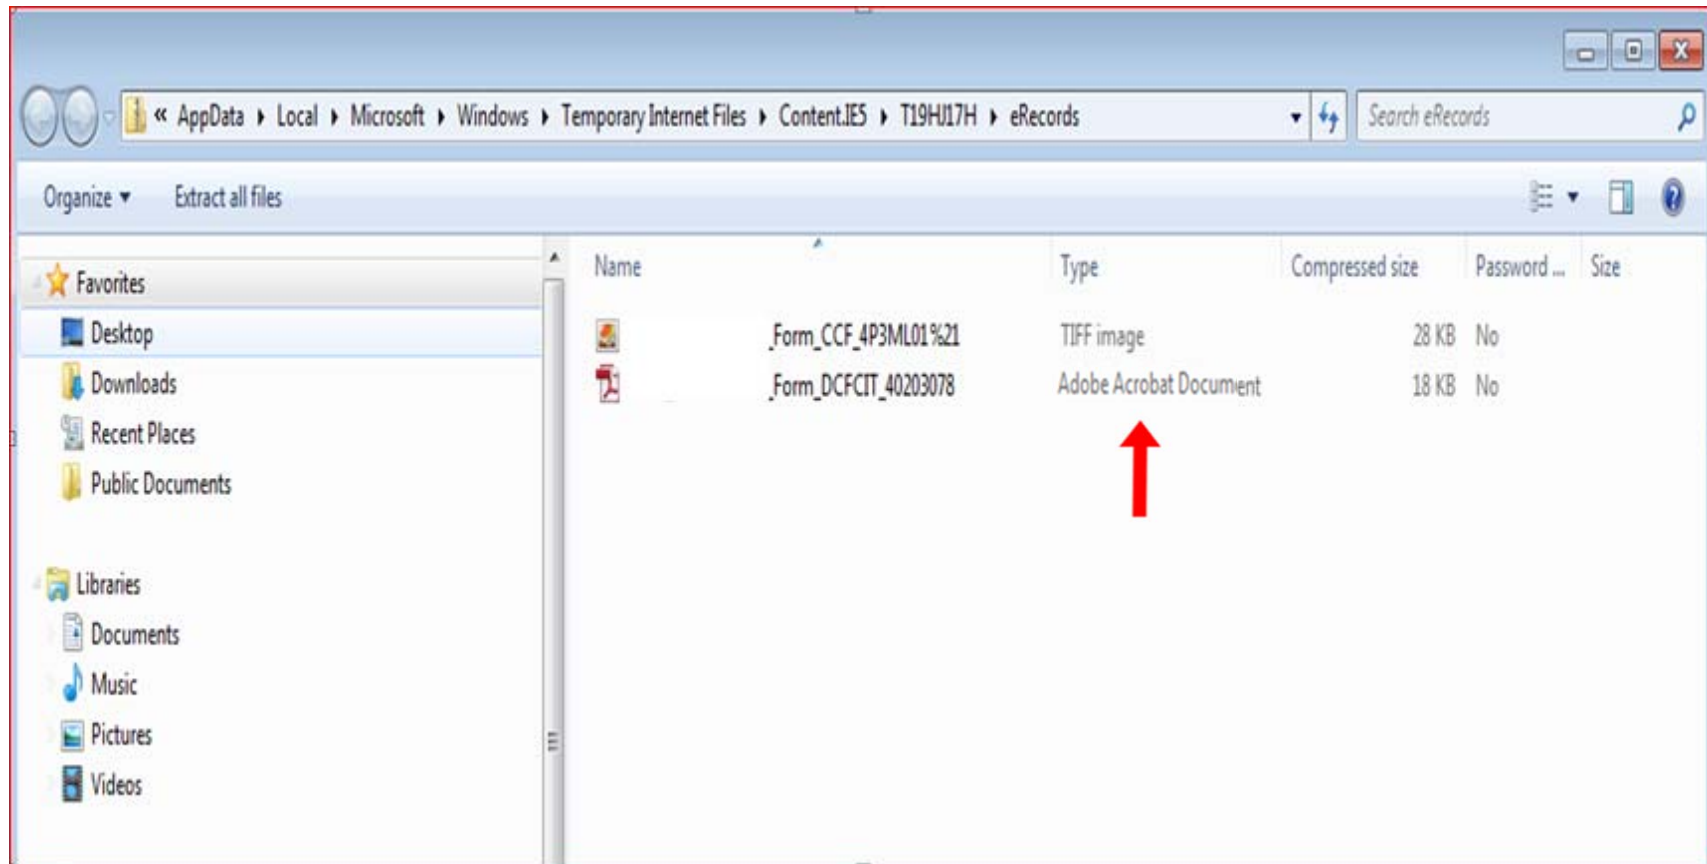 « AppData ▸ Local ▸ Microsoft ▸ Windows ▸ Temporary Internet Files ▸ Content.IE5 ▸ T19HJ17H ▸ eRecords
Search eRecords
Organize ▾ Extract all files
Name Type Compressed size Password ... Size
_Form_CCF_4P3ML01%21 TIFF image 28 KB No
_Form_DCFCIT_40203078 Adobe Acrobat Document 18 KB No
Favorites
Desktop
Downloads
Recent Places
Public Documents
Libraries
Documents
Music
Pictures
Videos